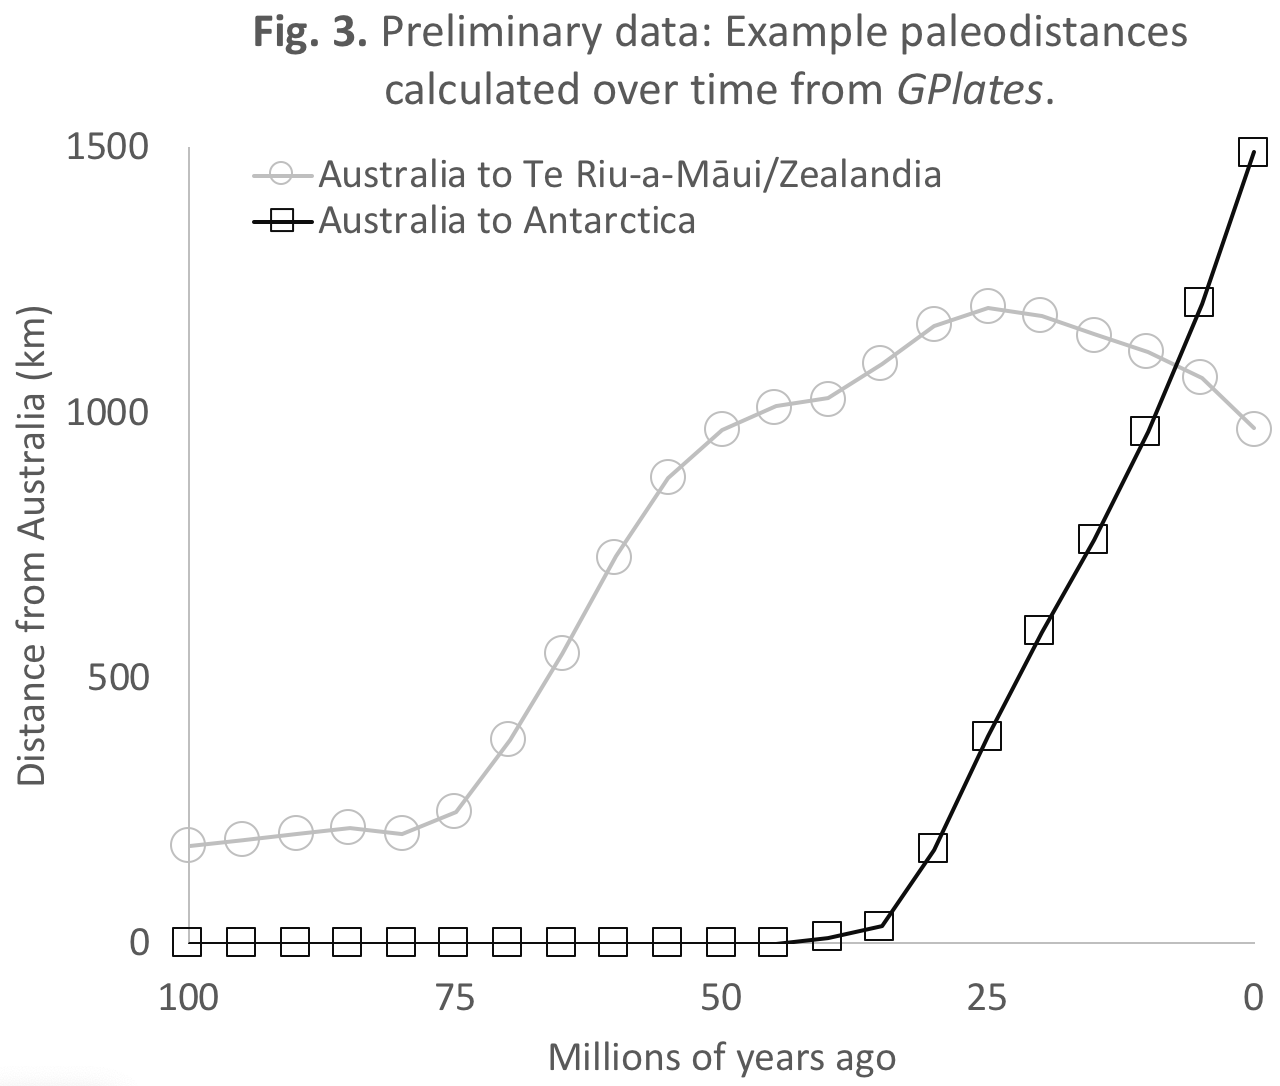 Fig. 3. Preliminary data: Example paleodistances
calculated over time from GPlates.
1500
Australia to Te Riu-a-Māui/Zealandia
Australia to Antarctica
1000
500
0
Distance from Australia (km)
100 75 50 25 0
Millions of years ago